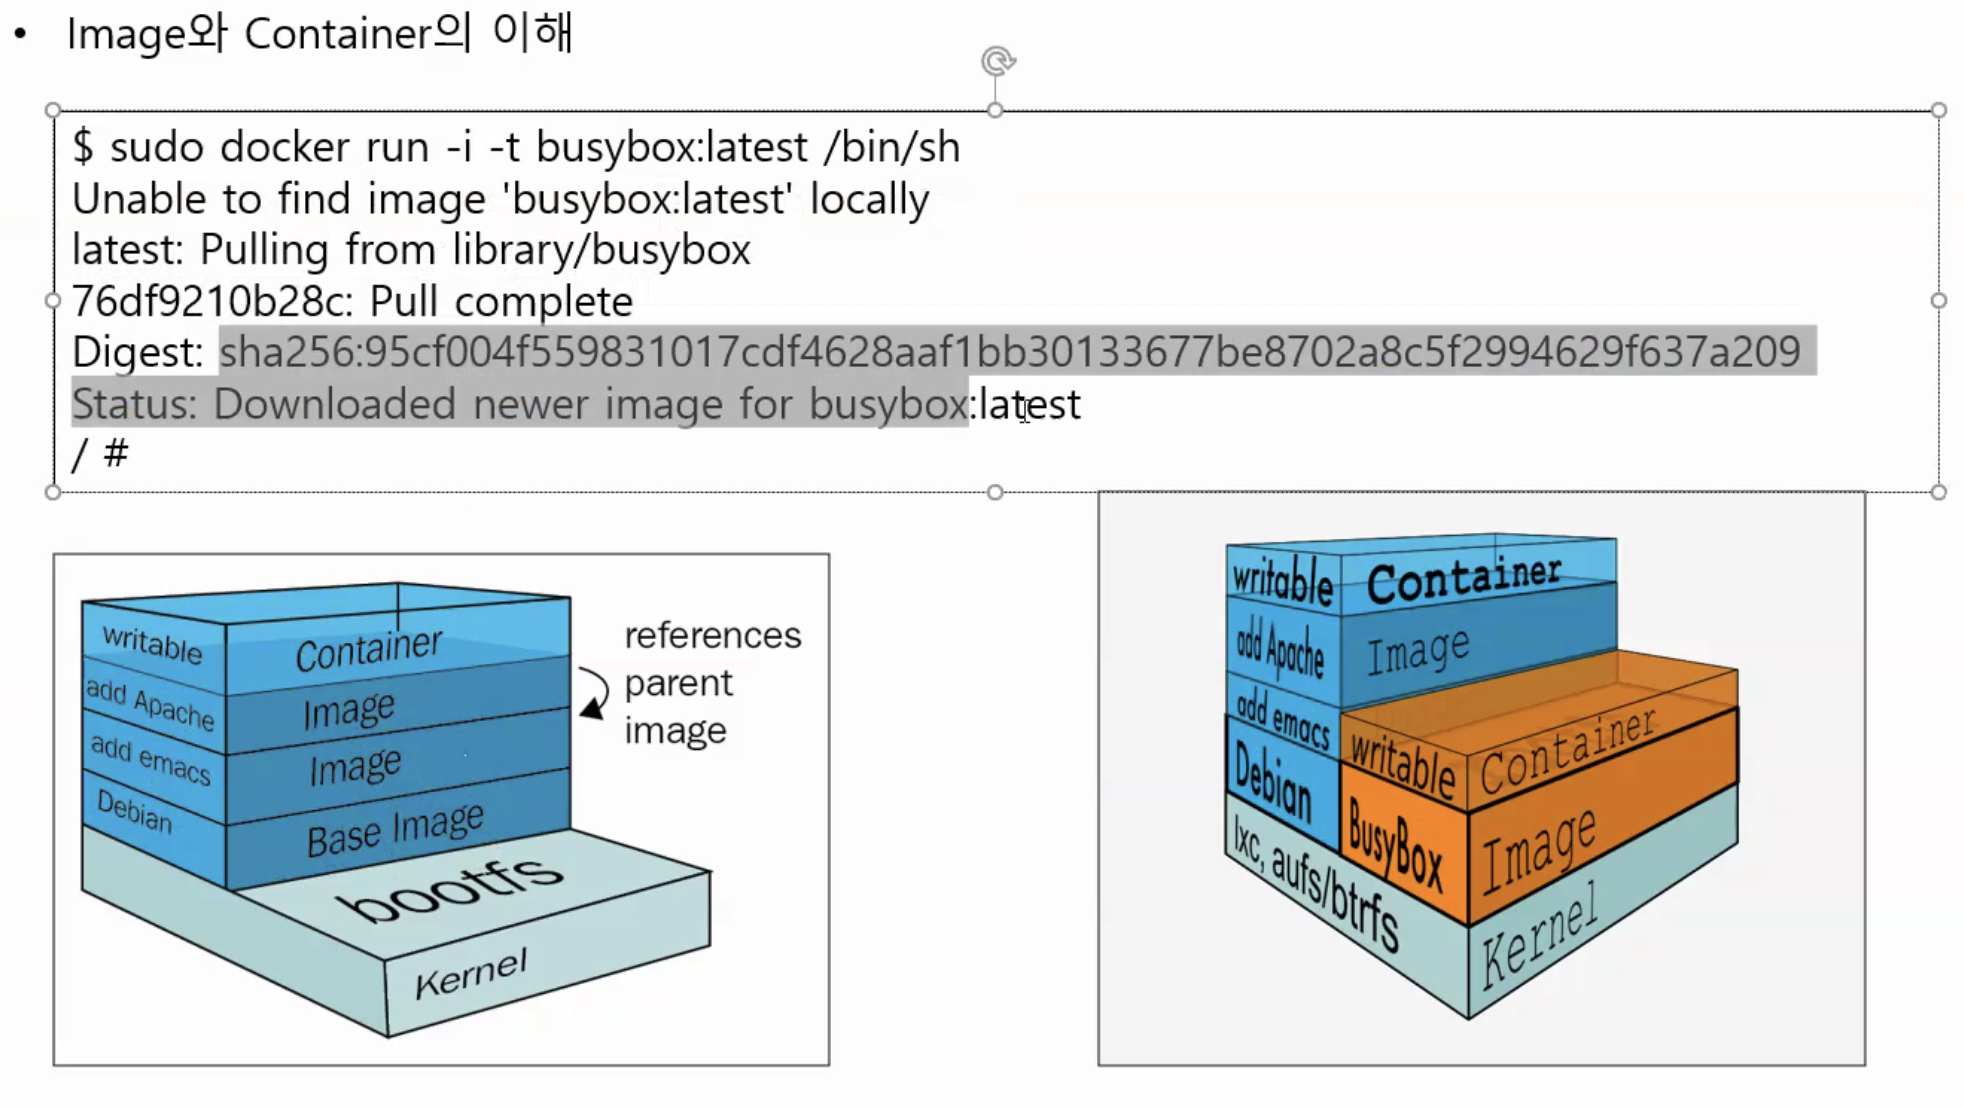 • Image와 Container의 이해
$ sudo docker run -i -t busybox:latest /bin/sh
Unable to find image 'busybox:latest' locally
latest: Pulling from library/busybox
76df9210b28c: Pull complete
Digest: sha256:95cf004f559831017cdf4628aaf1bb30133677be8702a8c5f2994629f637a209
Status: Downloaded newer image for busybox:latest
/ #
writable Container
add Apache Image
add emacs Image
Debian Base Image
bootfs
Kernel
references
parent
image
writable Container
add Apache Image
add emacs
Debian
writable Container
BusyBox Image
lxc, aufs/btrfs
Kernel